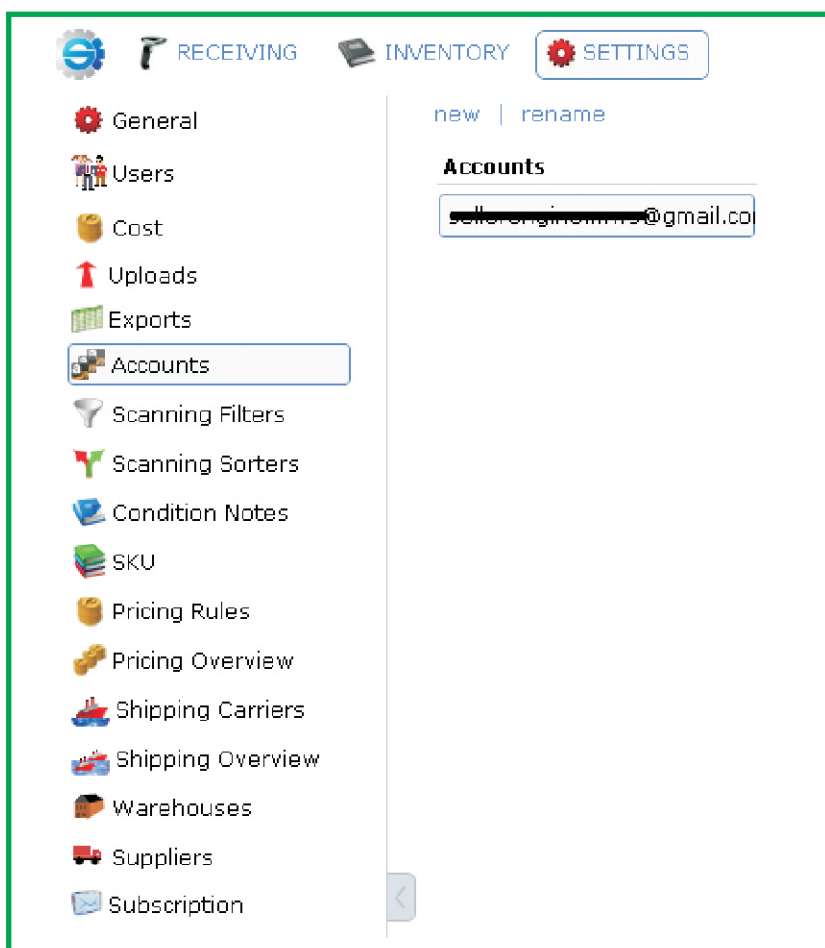 RECEIVING INVENTORY SETTINGS
new | rename
Accounts
@gmail.co
General
Users
Cost
Uploads
Exports
Accounts
Scanning Filters
Scanning Sorters
Condition Notes
SKU
Pricing Rules
Pricing Overview
Shipping Carriers
Shipping Overview
Warehouses
Suppliers
Subscription